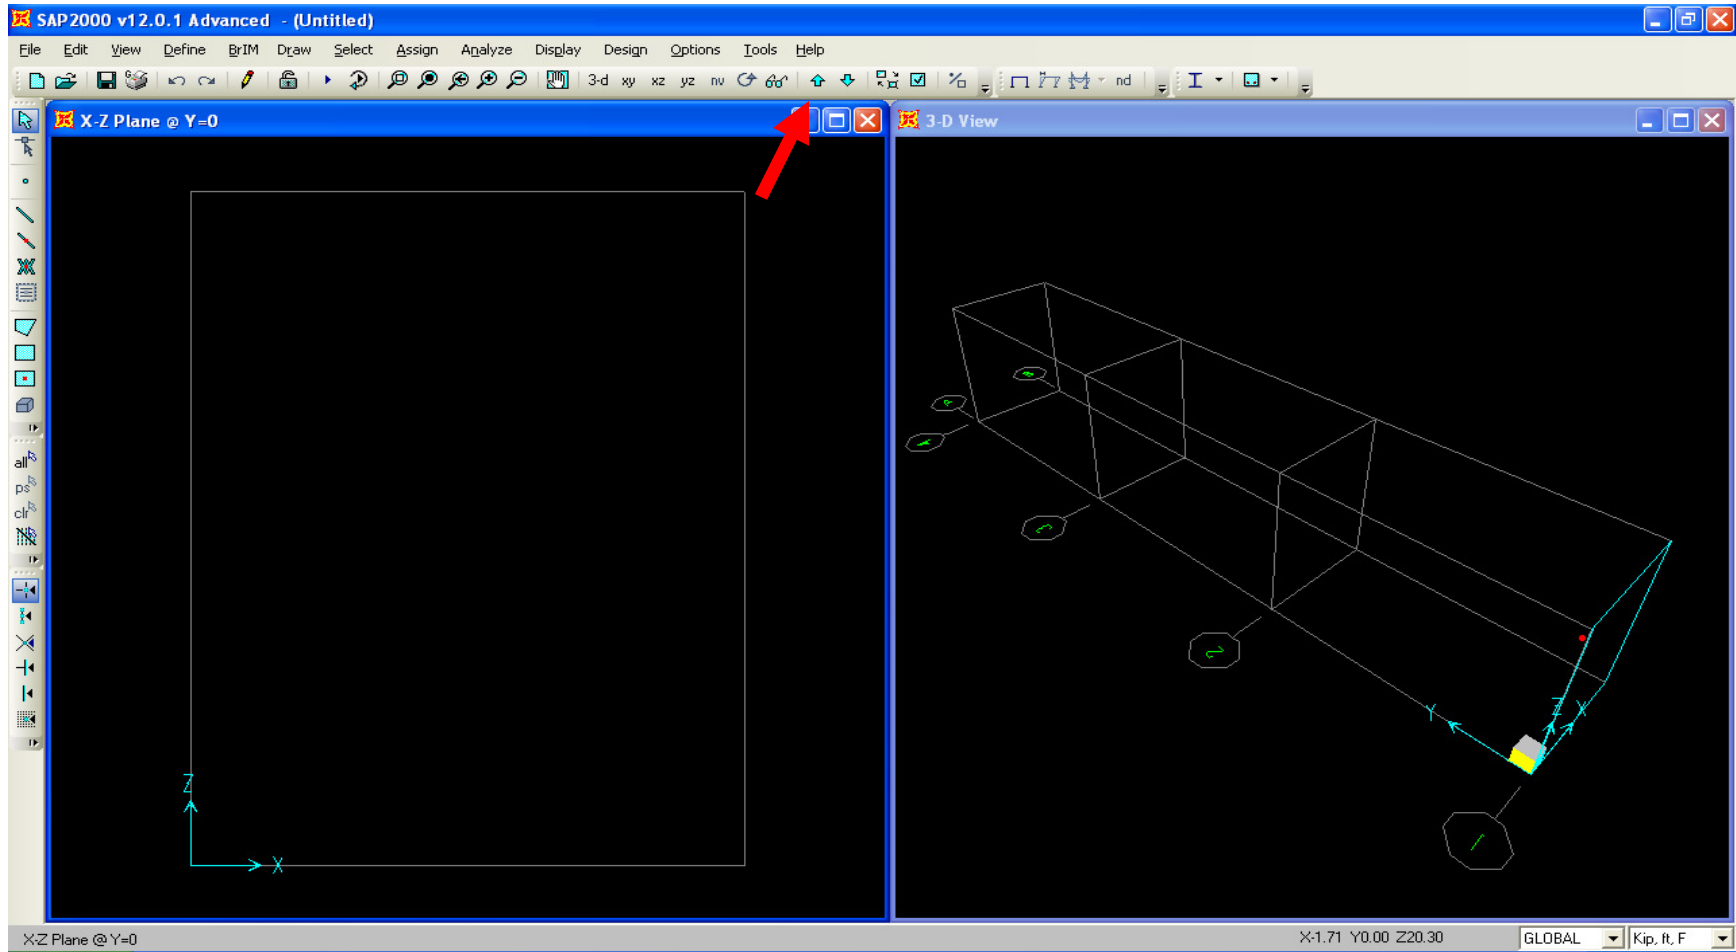 SAP2000 v12.0.1 Advanced - (Untitled)
File Edit View Define BrIM Draw Select Assign Analyze Display Design Options Tools Help
3-d xy xz yz nv nd
X-Z Plane @ Y=0
3-D View
all
ps
clr
Z
X
Y
Z
X
B
A
2
1
X-Z Plane @ Y=0
X-1.71 Y0.00 Z20.30
GLOBAL
Kip, ft, F